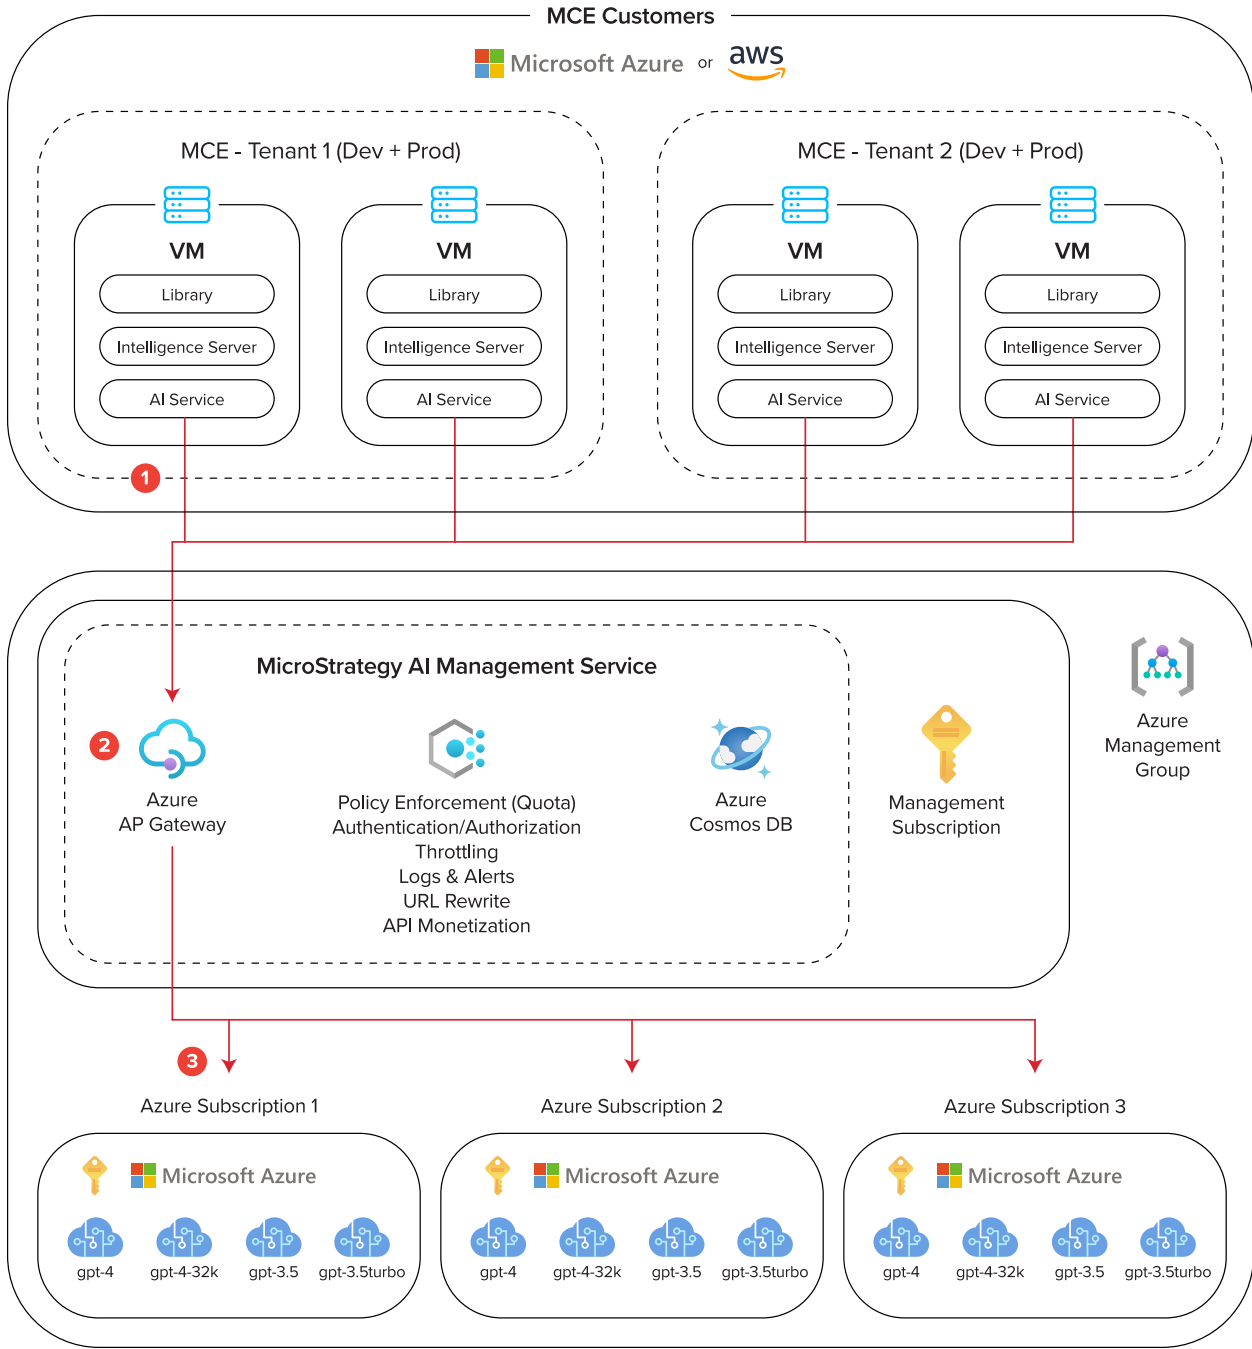 MCE Customers
Microsoft Azure or aws
MCE - Tenant 1 (Dev + Prod)
VM
Library
Intelligence Server
AI Service
VM
Library
Intelligence Server
AI Service
MCE - Tenant 2 (Dev + Prod)
VM
Library
Intelligence Server
AI Service
VM
Library
Intelligence Server
AI Service
1
MicroStrategy AI Management Service
2
Azure
AP Gateway
Policy Enforcement (Quota)
Authentication/Authorization
Throttling
Logs & Alerts
URL Rewrite
API Monetization
Azure
Cosmos DB
Management
Subscription
Azure
Management
Group
3
Azure Subscription 1
Microsoft Azure
gpt-4
gpt-4-32k
gpt-3.5
gpt-3.5turbo
Azure Subscription 2
Microsoft Azure
gpt-4
gpt-4-32k
gpt-3.5
gpt-3.5turbo
Azure Subscription 3
Microsoft Azure
gpt-4
gpt-4-32k
gpt-3.5
gpt-3.5turbo